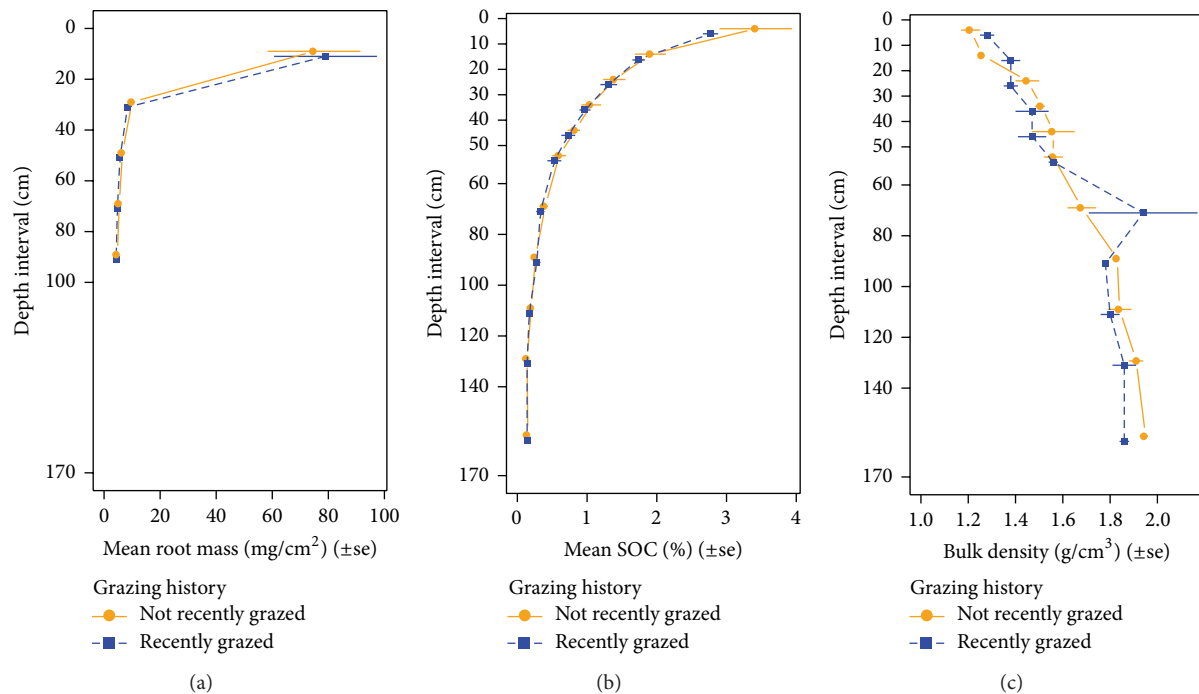 0
20
40
60
80
100
170
Depth interval (cm)
0 20 40 60 80 100
Mean root mass (mg/cm²) (±se)
Grazing history
Not recently grazed
Recently grazed
(a)
0
10
20
30
40
50
60
80
100
120
140
170
Depth interval (cm)
0 1 2 3 4
Mean SOC (%) (±se)
Grazing history
Not recently grazed
Recently grazed
(b)
0
10
20
30
40
50
60
80
100
120
140
170
Depth interval (cm)
1.0 1.2 1.4 1.6 1.8 2.0
Bulk density (g/cm³) (±se)
Grazing history
Not recently grazed
Recently grazed
(c)